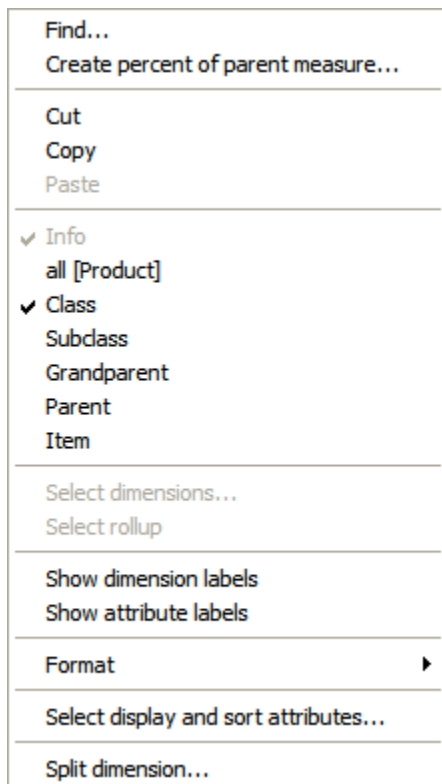 Find...
Create percent of parent measure...
Cut
Copy
Paste
Info
all [Product]
Class
Subclass
Grandparent
Parent
Item
Select dimensions...
Select rollup
Show dimension labels
Show attribute labels
Format
Select display and sort attributes...
Split dimension...